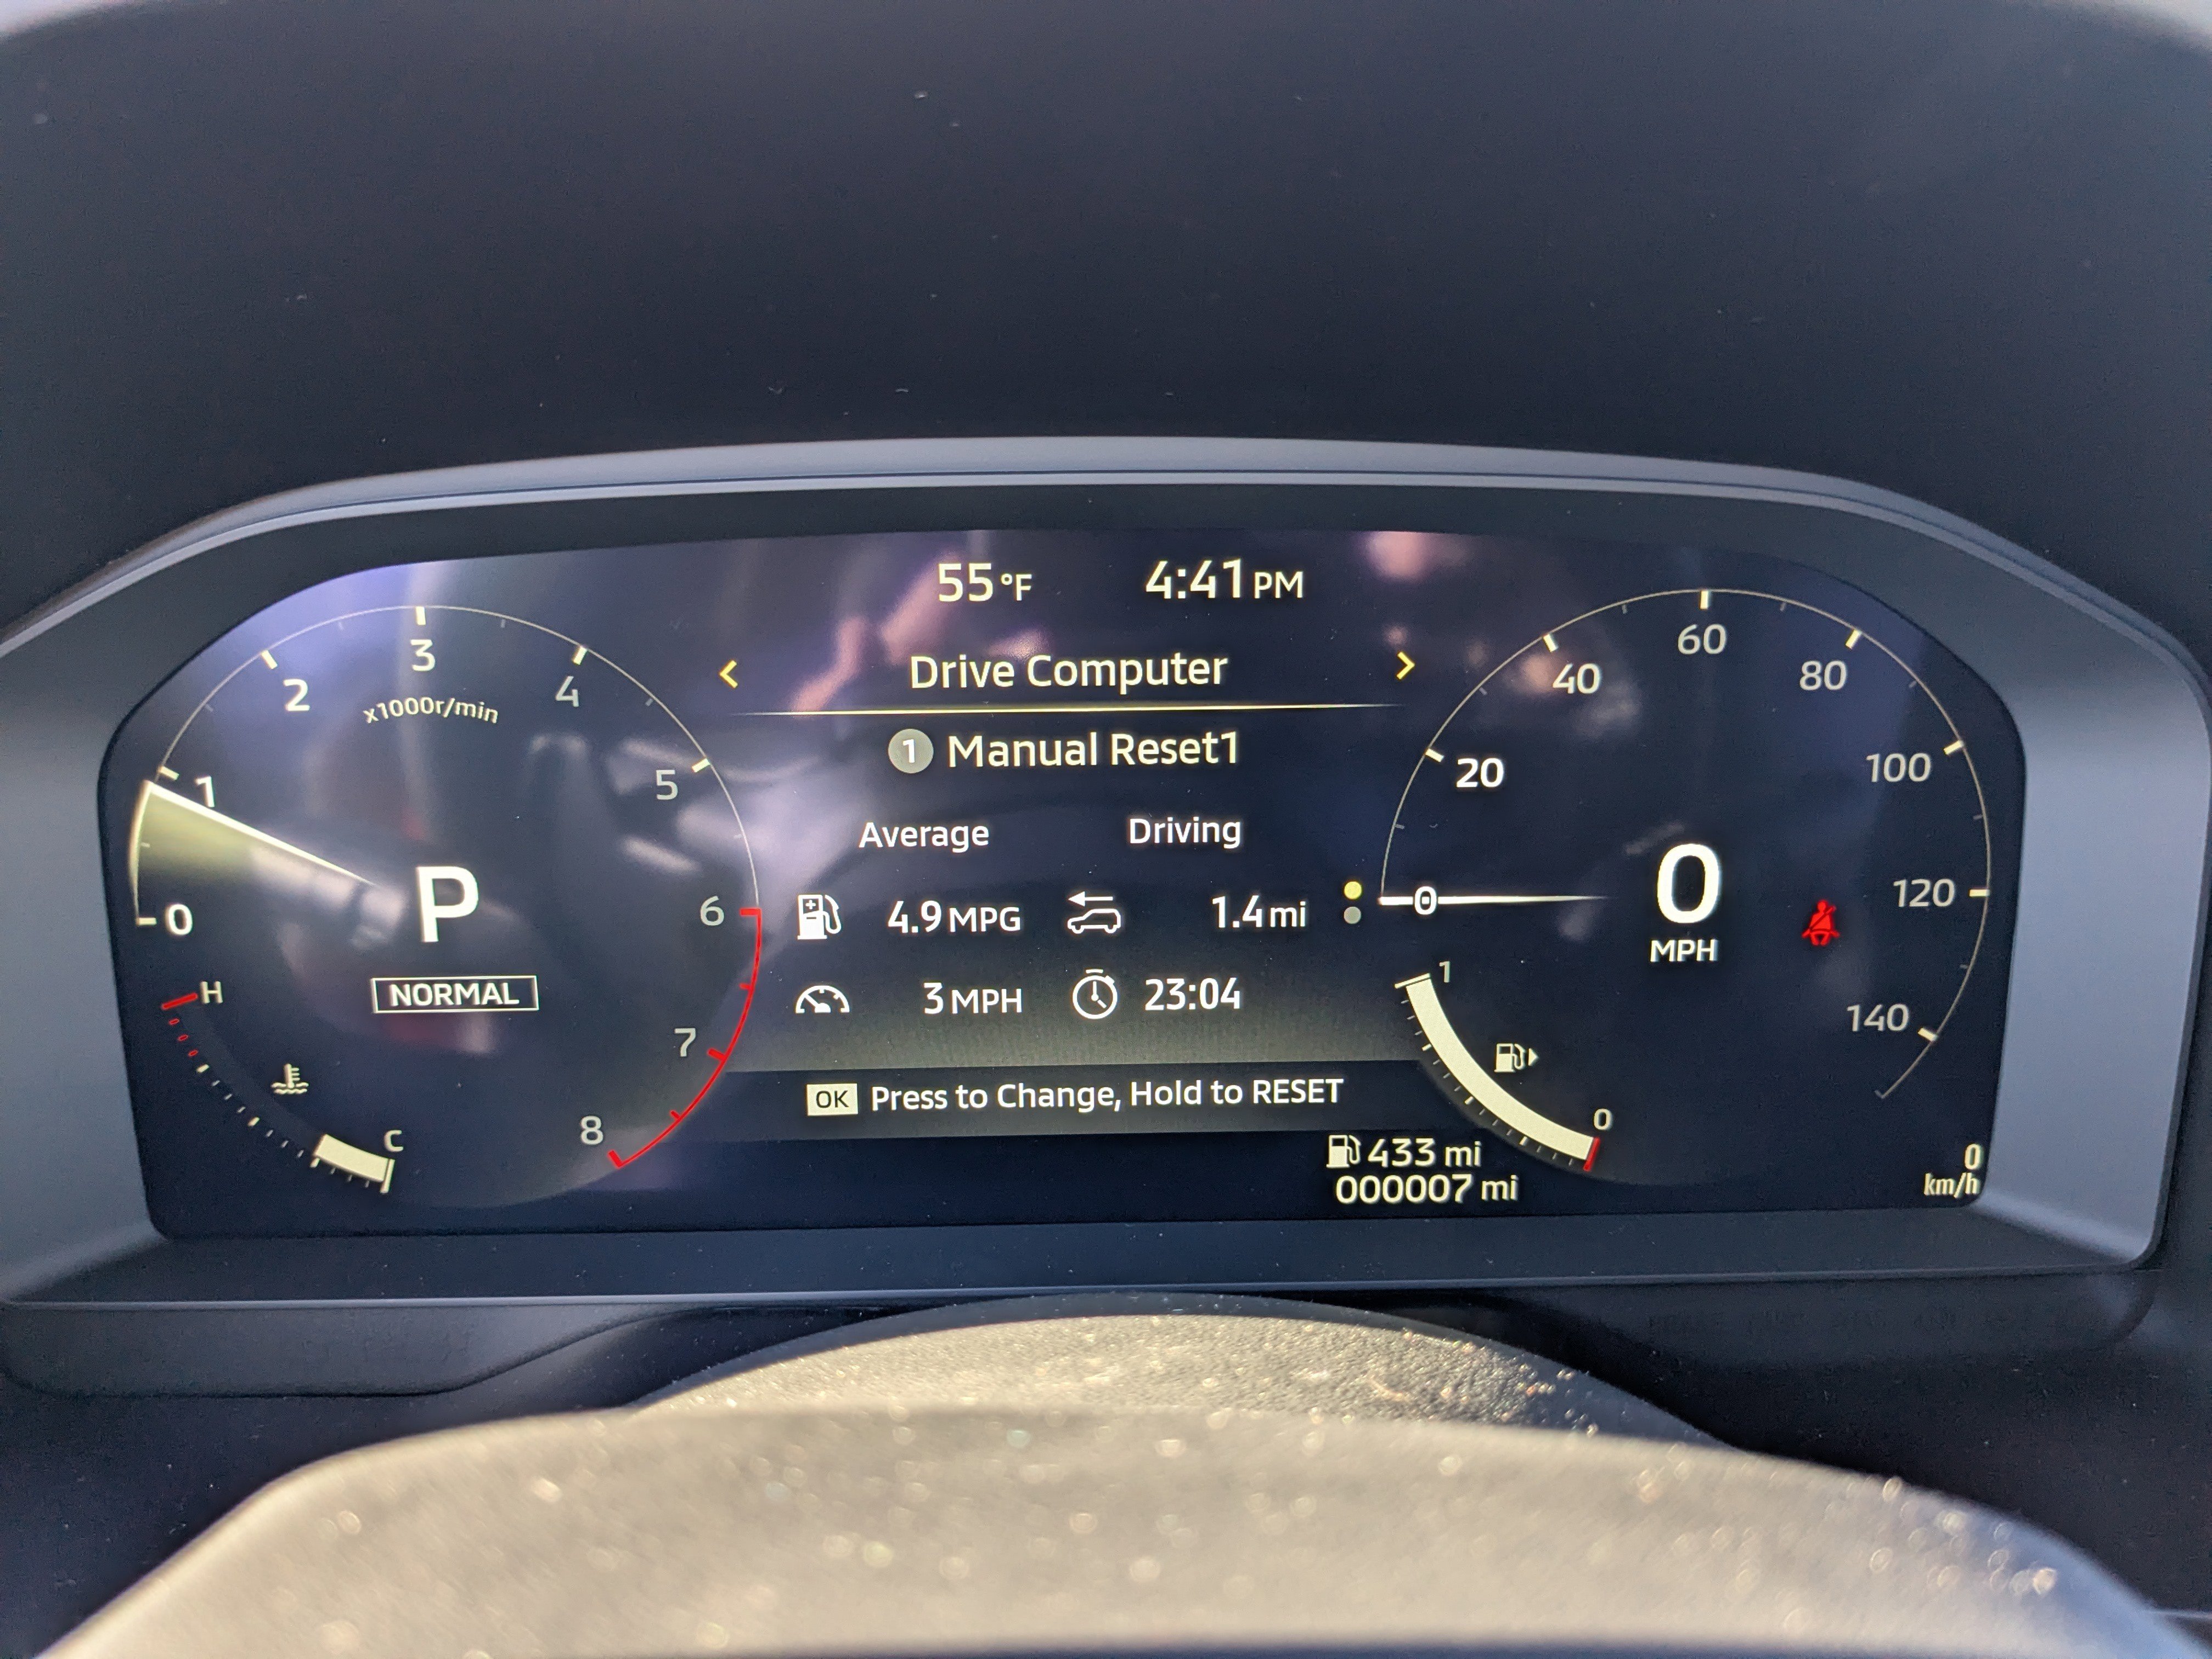 55°F 4:41PM
Drive Computer
1 Manual Reset1
Average Driving
4.9MPG 1.4mi
3MPH 23:04
OK Press to Change, Hold to RESET
433 mi
000007 mi
0
1
2
3
4
5
6
7
8
x1000r/min
P
NORMAL
H
C
0
20
40
60
80
100
120
140
0
MPH
1
0
0
km/h